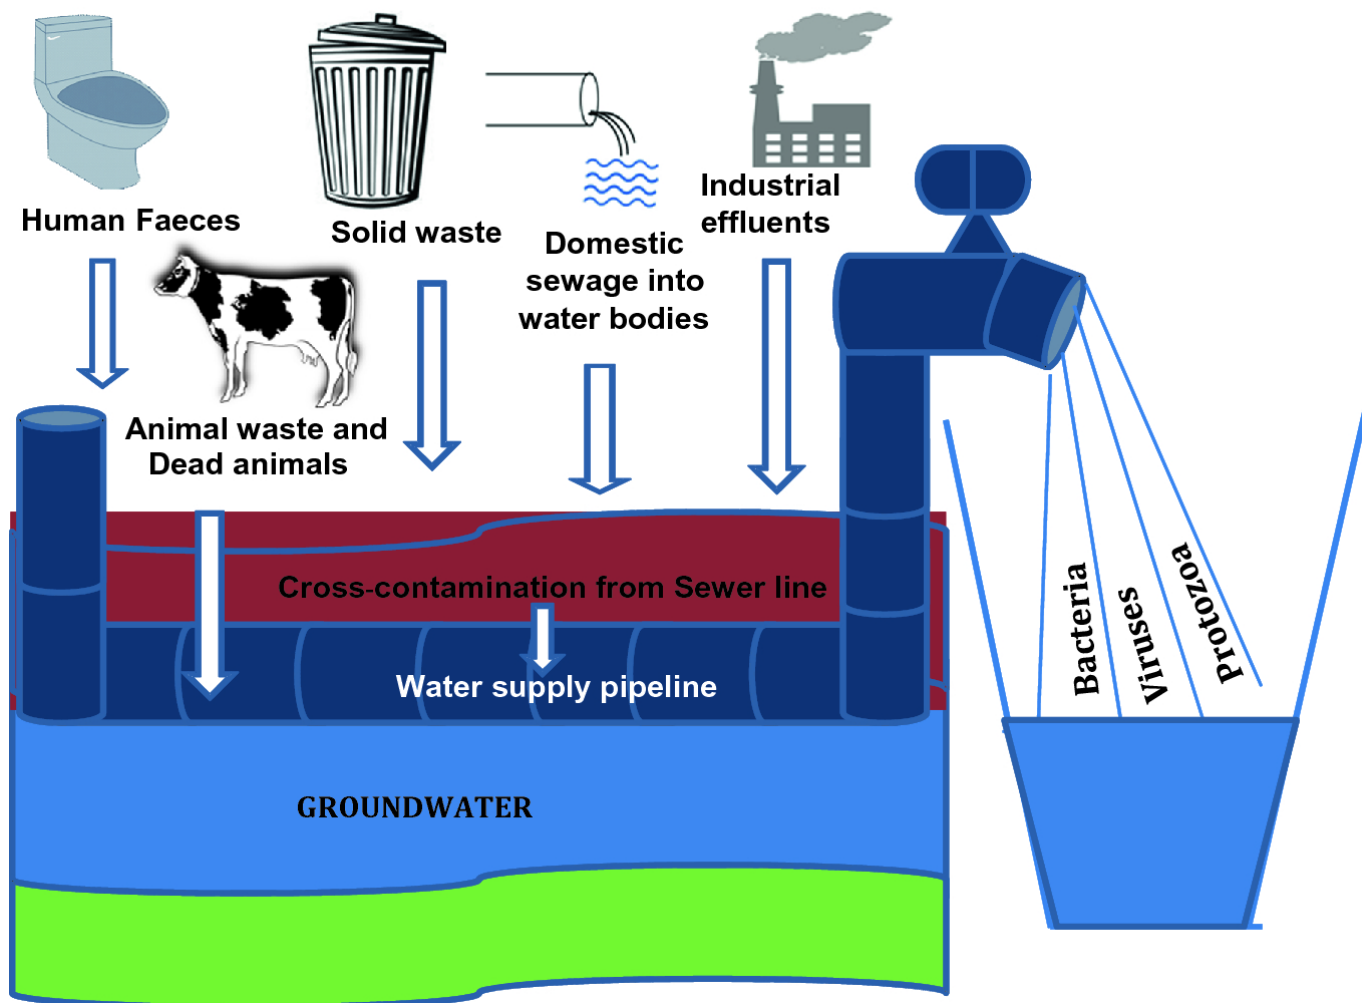 Human Faeces
Solid waste
Domestic
sewage into
water bodies
Industrial
effluents
Animal waste and
Dead animals
Cross-contamination from Sewer line
Water supply pipeline
GROUNDWATER
Bacteria
Viruses
Protozoa